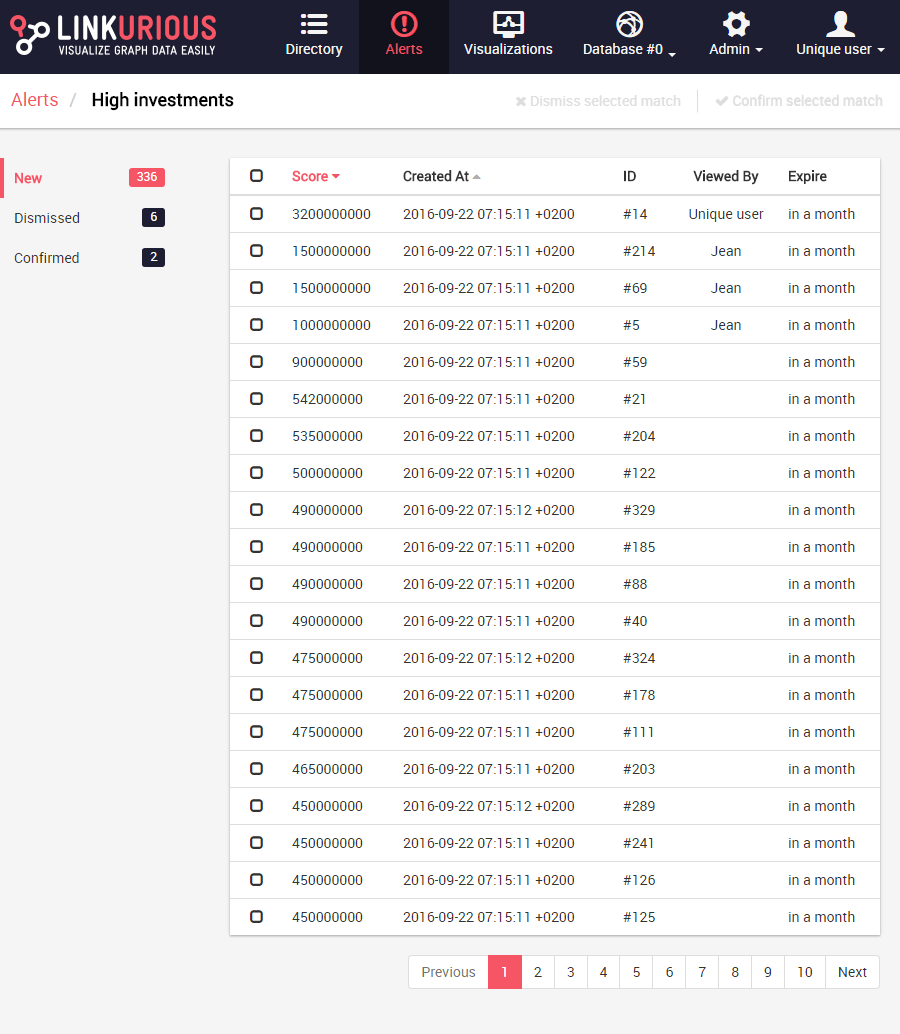 LINKURIOUS
VISUALIZE GRAPH DATA EASILY
Directory
Alerts
Visualizations
Database #0
Admin
Unique user
Alerts / High investments
Dismiss selected match
Confirm selected match
New 336
Dismissed 6
Confirmed 2
Score Created At ID Viewed By Expire
3200000000 2016-09-22 07:15:11 +0200 #14 Unique user in a month
1500000000 2016-09-22 07:15:11 +0200 #214 Jean in a month
1500000000 2016-09-22 07:15:11 +0200 #69 Jean in a month
1000000000 2016-09-22 07:15:11 +0200 #5 Jean in a month
900000000 2016-09-22 07:15:11 +0200 #59 in a month
542000000 2016-09-22 07:15:11 +0200 #21 in a month
535000000 2016-09-22 07:15:11 +0200 #204 in a month
500000000 2016-09-22 07:15:11 +0200 #122 in a month
490000000 2016-09-22 07:15:12 +0200 #329 in a month
490000000 2016-09-22 07:15:11 +0200 #185 in a month
490000000 2016-09-22 07:15:11 +0200 #88 in a month
490000000 2016-09-22 07:15:11 +0200 #40 in a month
475000000 2016-09-22 07:15:12 +0200 #324 in a month
475000000 2016-09-22 07:15:11 +0200 #178 in a month
475000000 2016-09-22 07:15:11 +0200 #111 in a month
465000000 2016-09-22 07:15:11 +0200 #203 in a month
450000000 2016-09-22 07:15:12 +0200 #289 in a month
450000000 2016-09-22 07:15:11 +0200 #241 in a month
450000000 2016-09-22 07:15:11 +0200 #126 in a month
450000000 2016-09-22 07:15:11 +0200 #125 in a month
Previous 1 2 3 4 5 6 7 8 9 10 Next